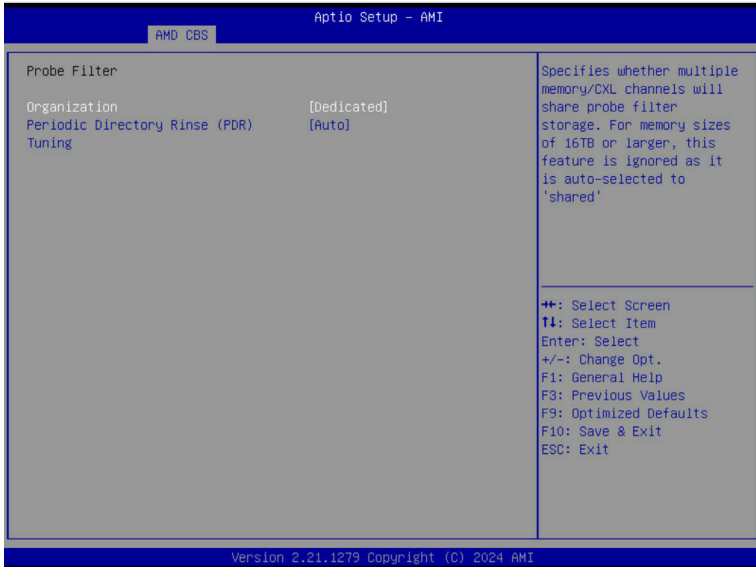 Aptio Setup – AMI
AMD CBS
Probe Filter
Organization [Dedicated]
Periodic Directory Rinse (PDR) [Auto]
Tuning
Specifies whether multiple
memory/CXL channels will
share probe filter
storage. For memory sizes
of 16TB or larger, this
feature is ignored as it
is auto-selected to
'shared'
→←: Select Screen
↑↓: Select Item
Enter: Select
+/-: Change Opt.
F1: General Help
F3: Previous Values
F9: Optimized Defaults
F10: Save & Exit
ESC: Exit
Version 2.21.1279 Copyright (C) 2024 AMI